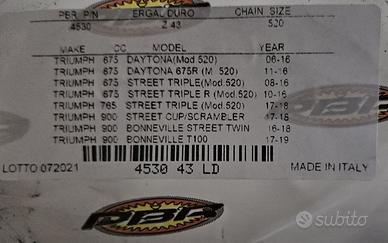 PBR P/N ERGAL DURO CHAIN SIZE
4530 Z 43 520
MAKE CC MODEL YEAR
TRIUMPH 675 DAYTONA(Mod 520) 06-16
TRIUMPH 675 DAYTONA 675R (M 520) 11-16
TRIUMPH 675 STREET TRIPLE(Mod.520) 08-16
TRIUMPH 675 STREET TRIPLE R (Mod.520) 10-16
TRIUMPH 765 STREET TRIPLE (Mod.520) 17-18
TRIUMPH 900 STREET CUP/SCRAMBLER 17-18
TRIUMPH 900 BONNEVILLE STREET TWIN 16-18
TRIUMPH 900 BONNEVILLE T100 17-19
LOTTO 072021 4530 43 LD MADE IN ITALY
PBR
subito